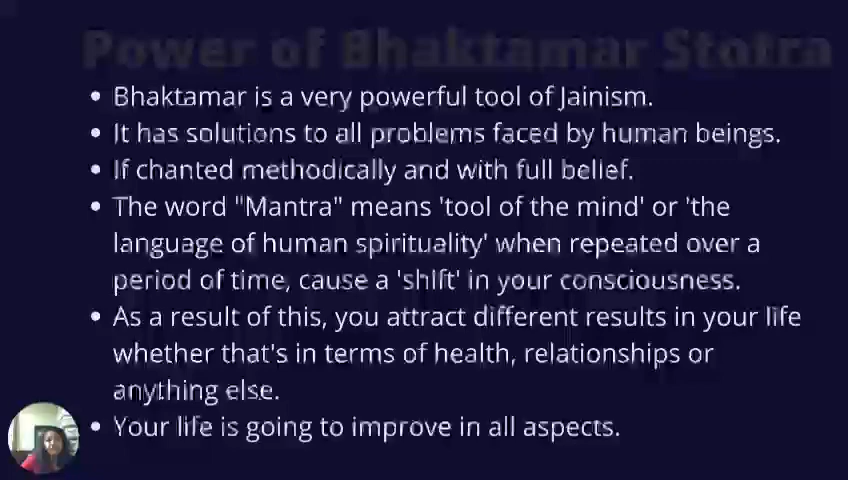 Power of Bhaktamar Stotra
• Bhaktamar is a very powerful tool of Jainism.
• It has solutions to all problems faced by human beings.
• If chanted methodically and with full belief.
• The word "Mantra" means 'tool of the mind' or 'the
language of human spirituality' when repeated over a
period of time, cause a 'shift' in your consciousness.
• As a result of this, you attract different results in your life
whether that's in terms of health, relationships or
anything else.
• Your life is going to improve in all aspects.